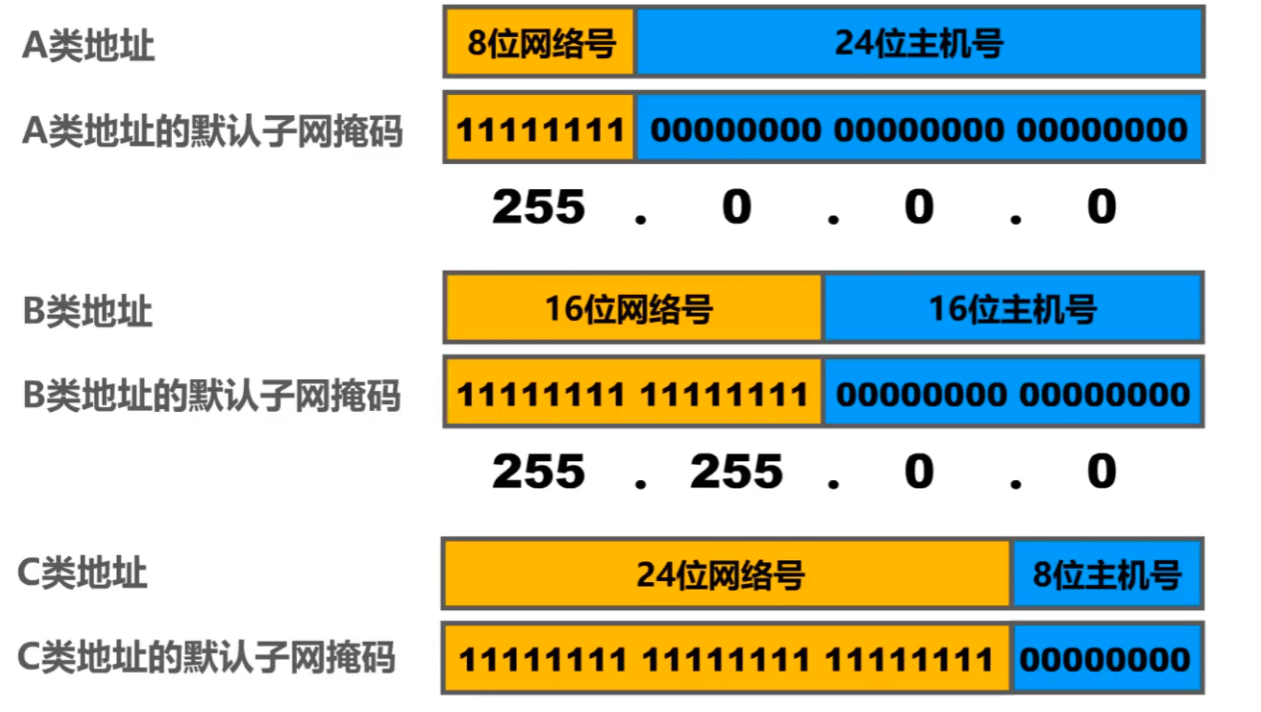 A类地址 8位网络号 24位主机号
A类地址的默认子网掩码 11111111 00000000 00000000 00000000
255 . 0 . 0 . 0
B类地址 16位网络号 16位主机号
B类地址的默认子网掩码 11111111 11111111 00000000 00000000
255 . 255 . 0 . 0
C类地址 24位网络号 8位主机号
C类地址的默认子网掩码 11111111 11111111 11111111 00000000